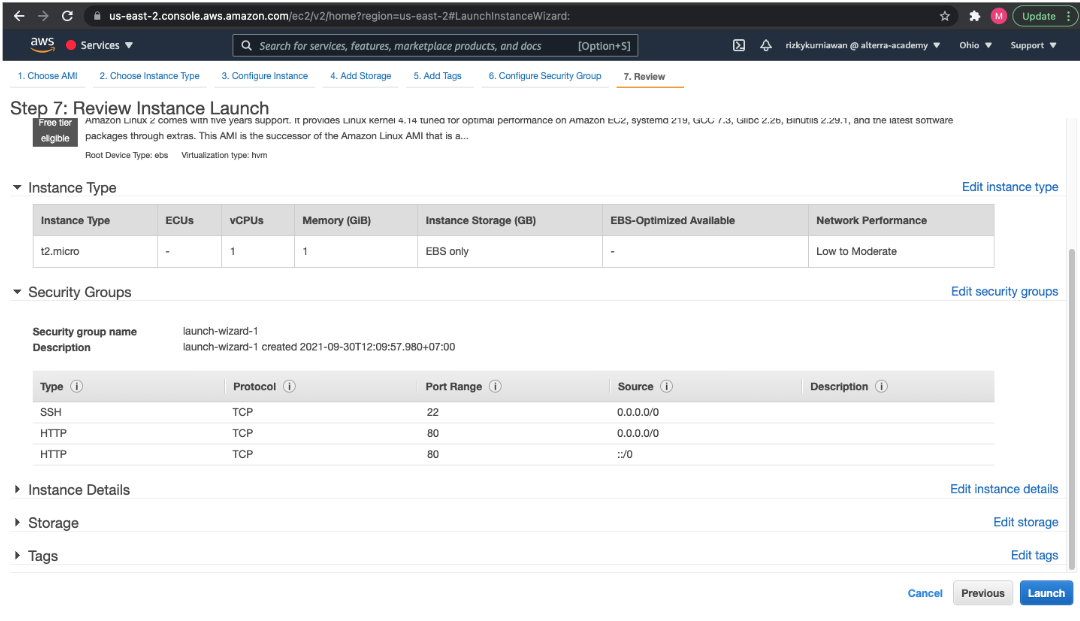 us-east-2.console.aws.amazon.com/ec2/v2/home?region=us-east-2#LaunchInstanceWizard:
M
Update
aws
Services
Search for services, features, marketplace products, and docs
[Option+S]
rizkykurniawan @ alterra-academy
Ohio
Support
1. Choose AMI
2. Choose Instance Type
3. Configure Instance
4. Add Storage
5. Add Tags
6. Configure Security Group
7. Review
Step 7: Review Instance Launch
Free tier
eligible
Amazon Linux 2 comes with five years support. It provides Linux kernel 4.14 tuned for optimal performance on Amazon EC2, systemd 219, GCC 7.3, Glibc 2.26, Binutils 2.29.1, and the latest software
packages through extras. This AMI is the successor of the Amazon Linux AMI that is a...
Root Device Type: ebs Virtualization type: hvm
Instance Type
Edit instance type
Instance Type ECUs vCPUs Memory (GiB) Instance Storage (GB) EBS-Optimized Available Network Performance
t2.micro - 1 1 EBS only - Low to Moderate
Security Groups
Edit security groups
Security group name launch-wizard-1
Description launch-wizard-1 created 2021-09-30T12:09:57.980+07:00
Type i Protocol i Port Range i Source i Description i
SSH TCP 22 0.0.0.0/0
HTTP TCP 80 0.0.0.0/0
HTTP TCP 80 ::/0
Instance Details
Edit instance details
Storage
Edit storage
Tags
Edit tags
Cancel
Previous
Launch